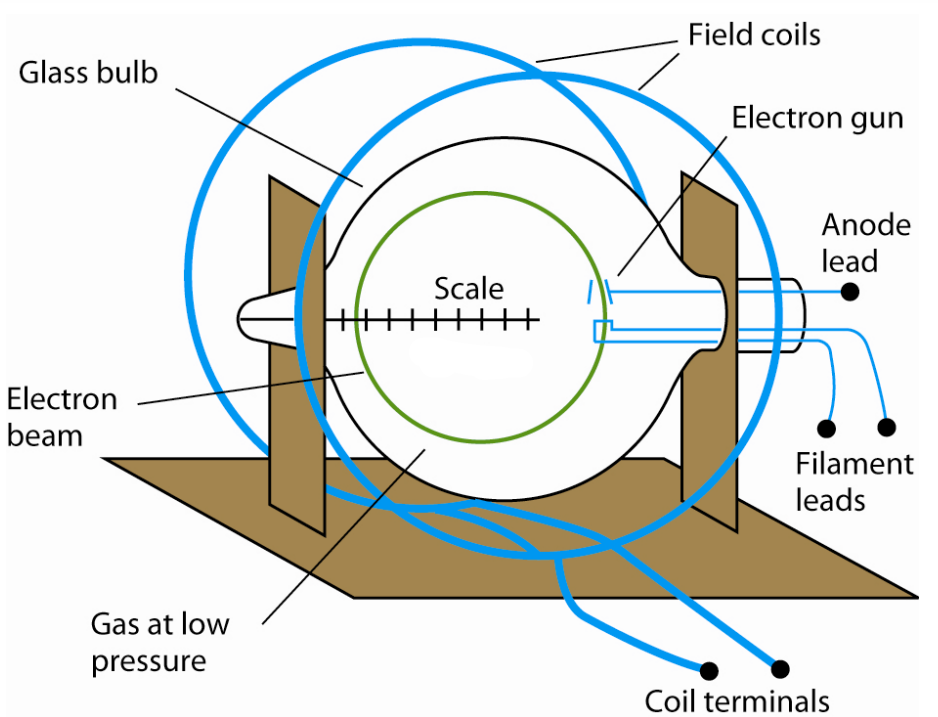 Field coils
Glass bulb
Electron gun
Anode
lead
Scale
Electron
beam
Filament
leads
Gas at low
pressure
Coil terminals